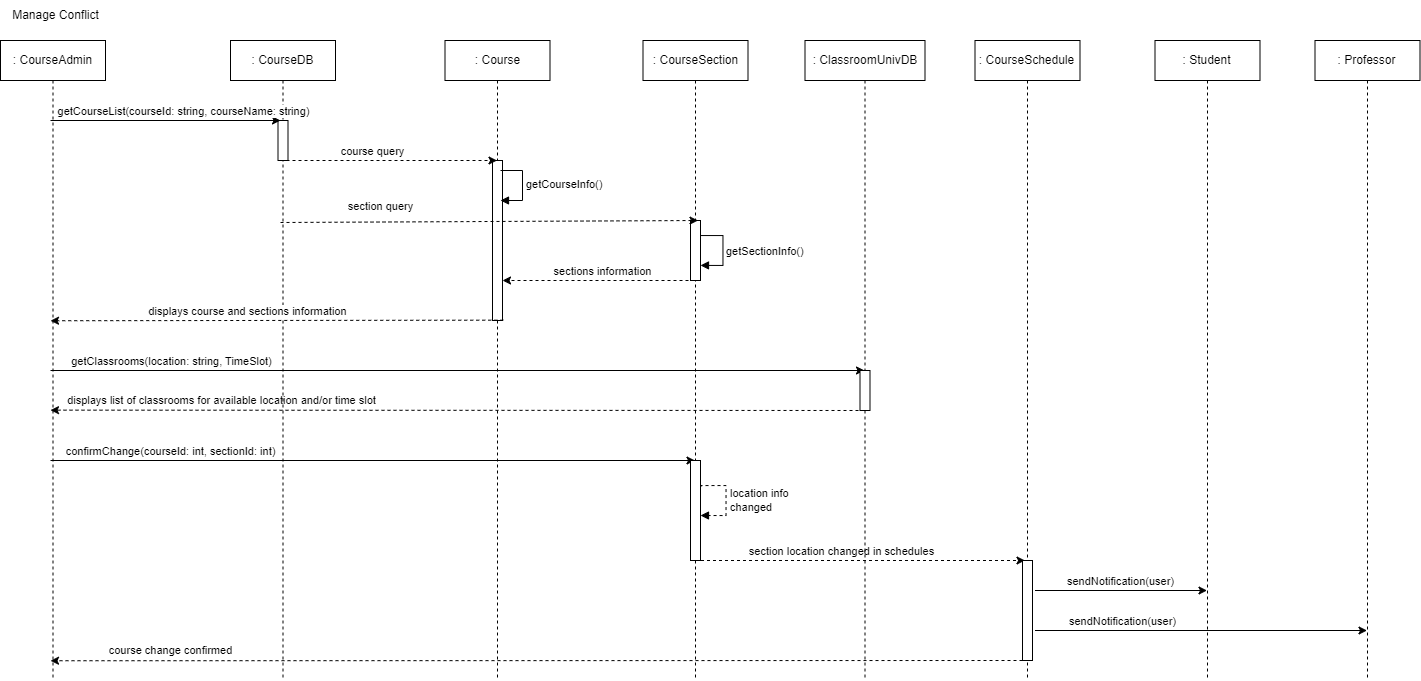 Manage Conflict
: CourseAdmin
: CourseDB
: Course
: CourseSection
: ClassroomUnivDB
: CourseSchedule
: Student
: Professor
getCourseList(courseId: string, courseName: string)
course query
getCourseInfo()
section query
getSectionInfo()
sections information
displays course and sections information
getClassrooms(location: string, TimeSlot)
displays list of classrooms for available location and/or time slot
confirmChange(courseId: int, sectionId: int)
location info
changed
section location changed in schedules
sendNotification(user)
sendNotification(user)
course change confirmed